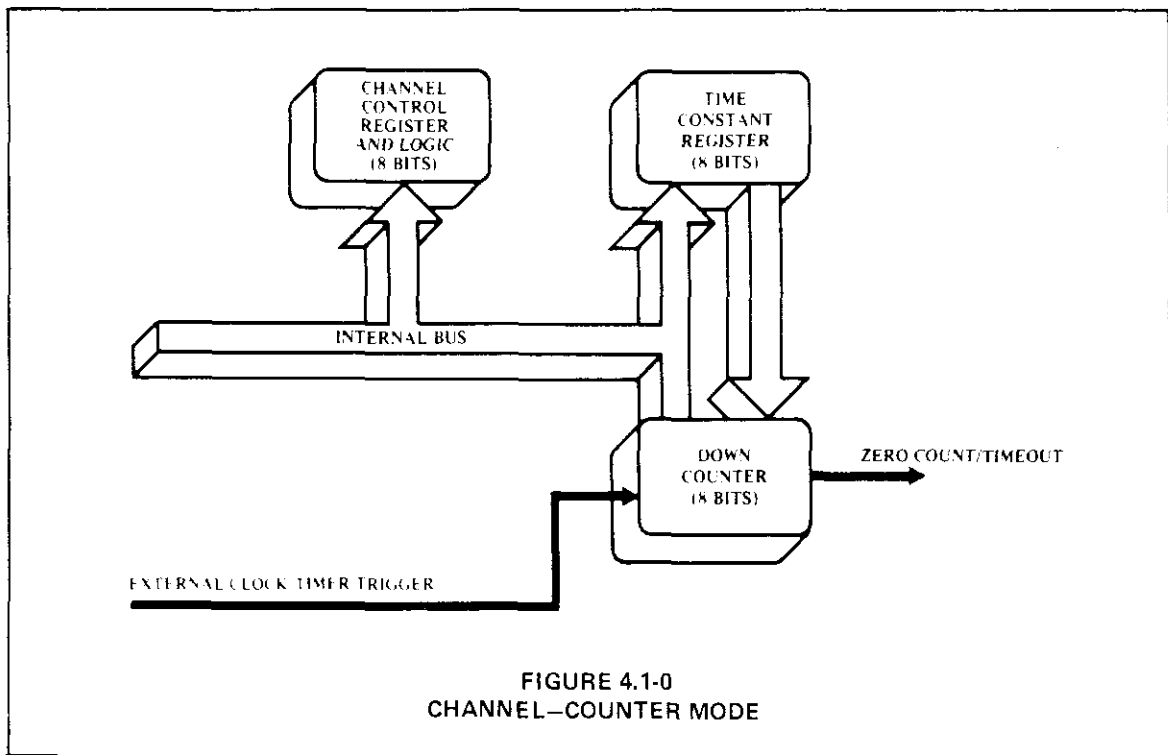 CHANNEL
CONTROL
REGISTER
AND LOGIC
(8 BITS)
TIME
CONSTANT
REGISTER
(8 BITS)
INTERNAL BUS
DOWN
COUNTER
(8 BITS)
ZERO COUNT/TIMEOUT
EXTERNAL CLOCK TIMER TRIGGER
FIGURE 4.1-0
CHANNEL–COUNTER MODE